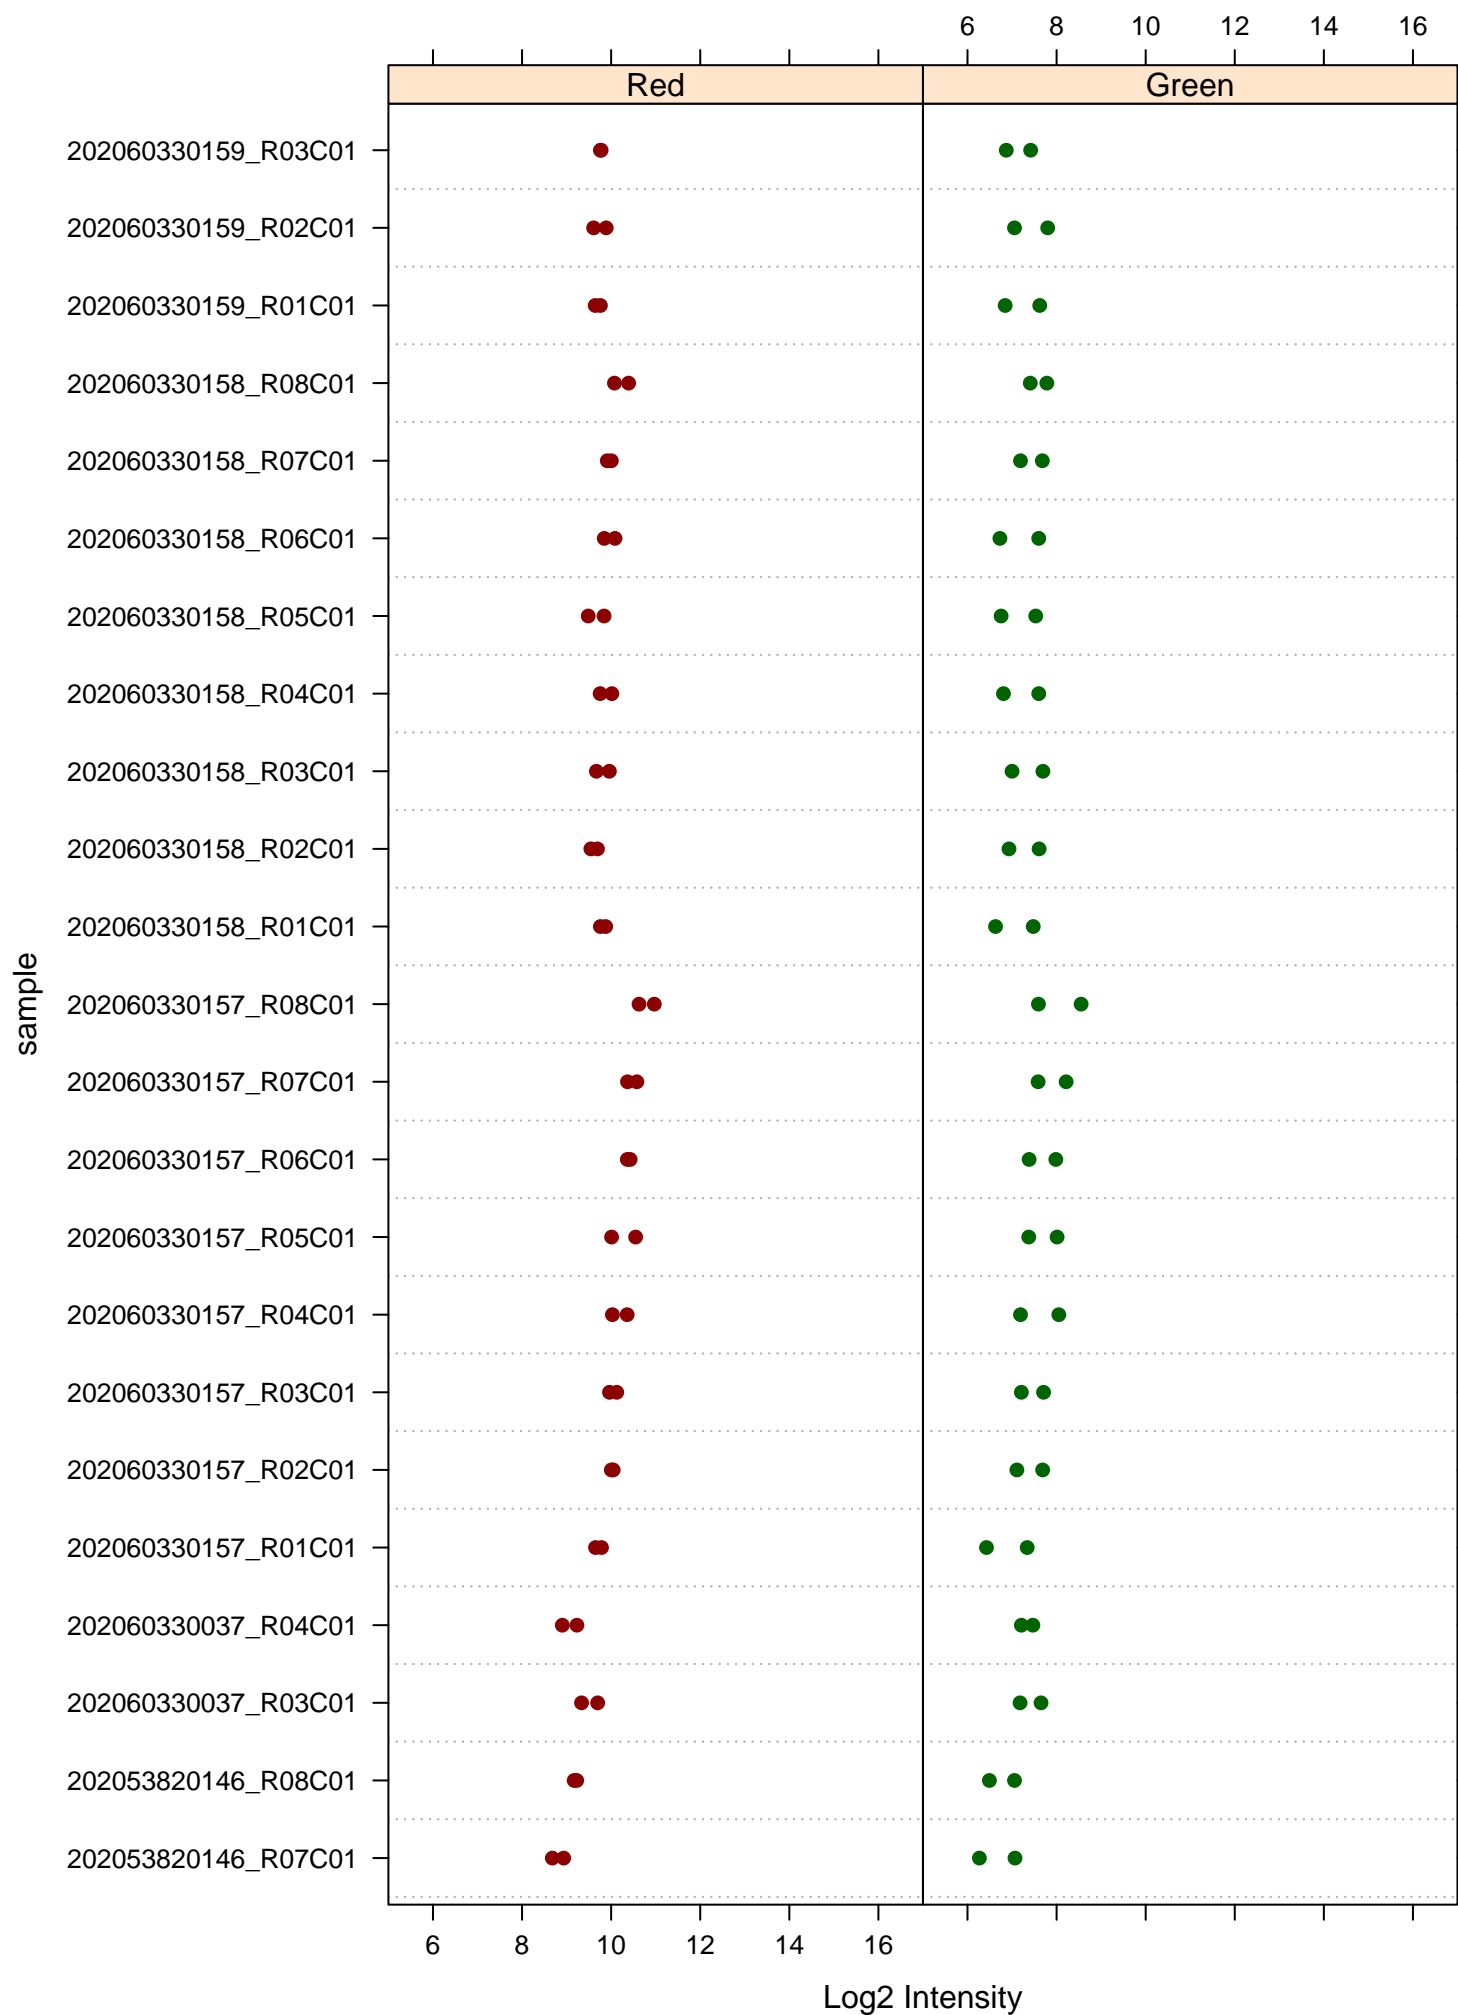 6 8 10 12 14 16
Red Green
202060330159_R03C01
202060330159_R02C01
202060330159_R01C01
202060330158_R08C01
202060330158_R07C01
202060330158_R06C01
202060330158_R05C01
202060330158_R04C01
202060330158_R03C01
202060330158_R02C01
202060330158_R01C01
202060330157_R08C01
202060330157_R07C01
202060330157_R06C01
202060330157_R05C01
202060330157_R04C01
202060330157_R03C01
202060330157_R02C01
202060330157_R01C01
202060330037_R04C01
202060330037_R03C01
202053820146_R08C01
202053820146_R07C01
sample
6 8 10 12 14 16
Log2 Intensity